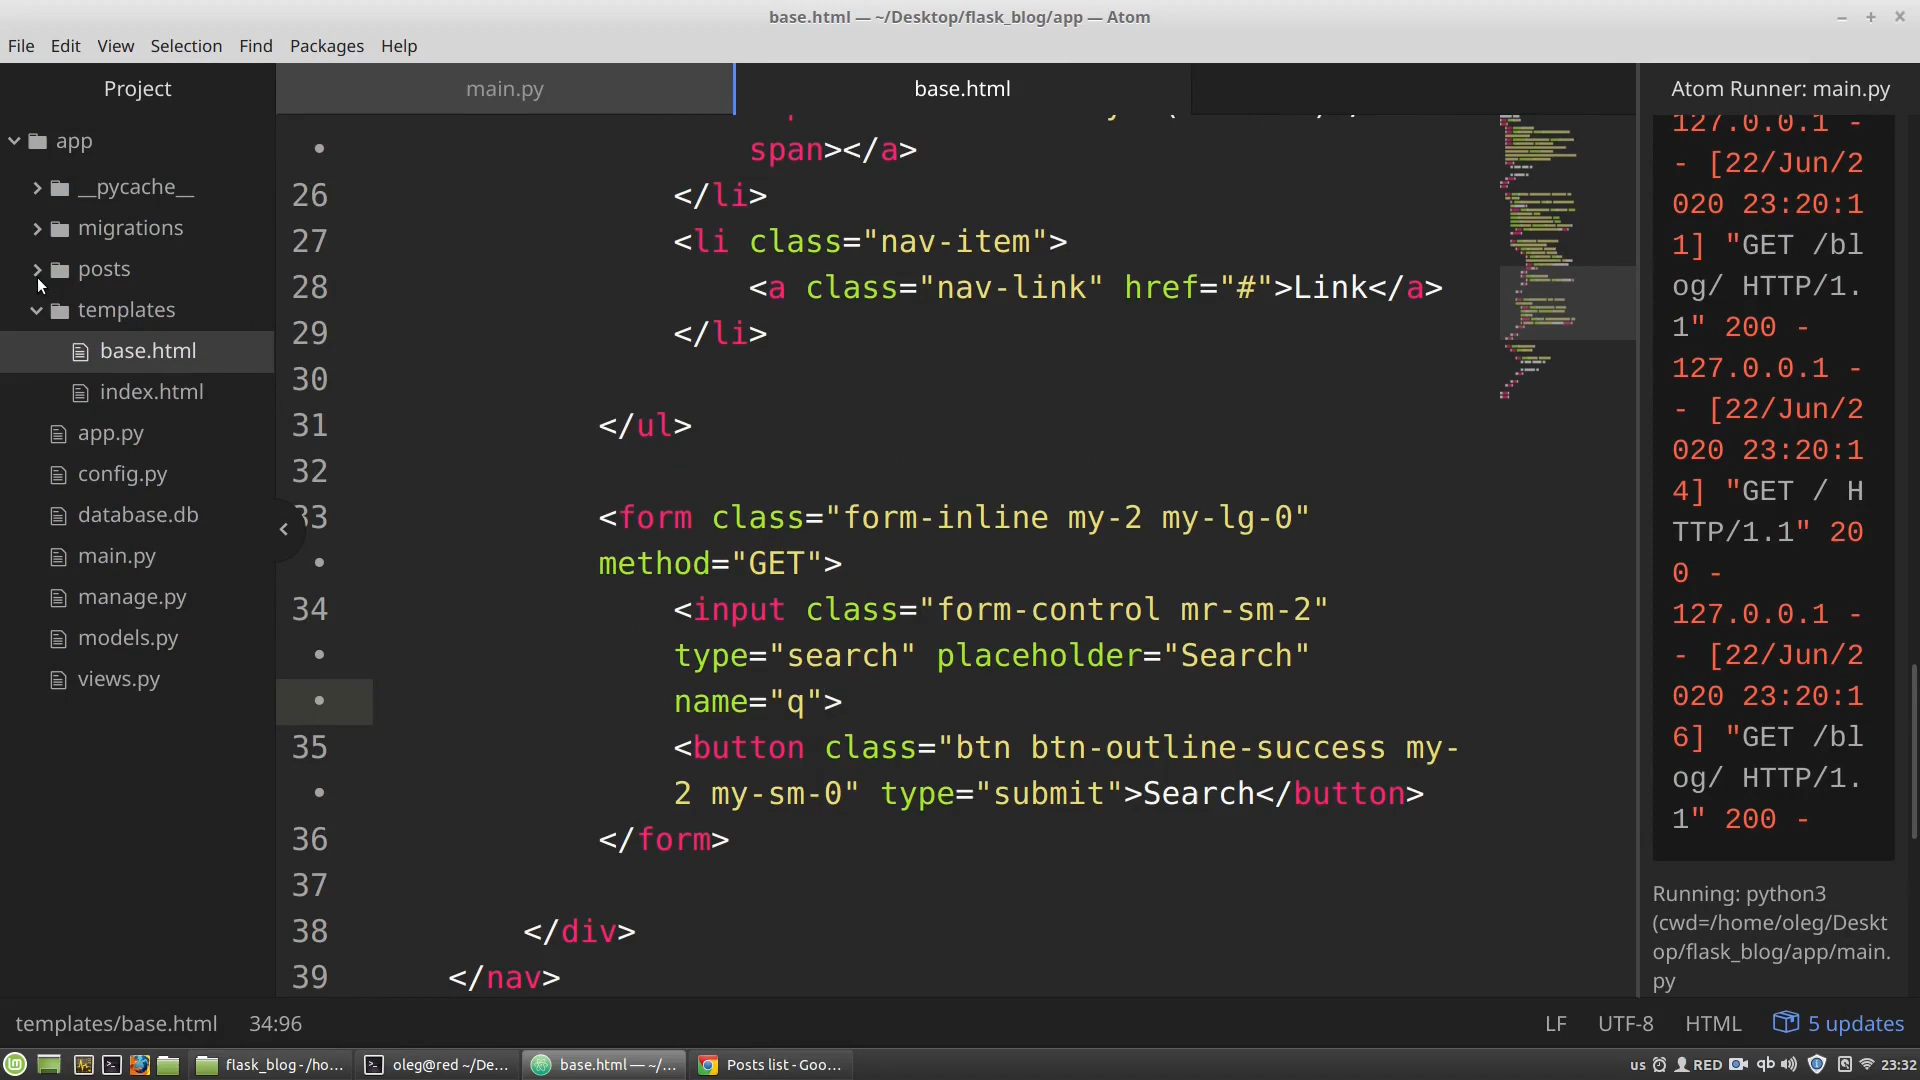 base.html — ~/Desktop/flask_blog/app — Atom
File Edit View Selection Find Packages Help
Project
app
__pycache__
migrations
posts
templates
base.html
index.html
app.py
config.py
database.db
main.py
manage.py
models.py
views.py
main.py
base.html
span></a>
26 </li>
27 <li class="nav-item">
28 <a class="nav-link" href="#">Link</a>
29 </li>
30
31 </ul>
32
33 <form class="form-inline my-2 my-lg-0"
method="GET">
34 <input class="form-control mr-sm-2"
type="search" placeholder="Search"
name="q">
35 <button class="btn btn-outline-success my-
2 my-sm-0" type="submit">Search</button>
36 </form>
37
38 </div>
39 </nav>
Atom Runner: main.py
127.0.0.1 -
- [22/Jun/2
020 23:20:1
1] "GET /bl
og/ HTTP/1.
1" 200 -
127.0.0.1 -
- [22/Jun/2
020 23:20:1
4] "GET / H
TTP/1.1" 20
0 -
127.0.0.1 -
- [22/Jun/2
020 23:20:1
6] "GET /bl
og/ HTTP/1.
1" 200 -
Running: python3
(cwd=/home/oleg/Deskt
op/flask_blog/app/main.
py
templates/base.html 34:96
LF UTF-8 HTML 5 updates
flask_blog - /ho...
oleg@red ~/De...
base.html — ~/...
Posts list - Goo...
us RED qb 23:32